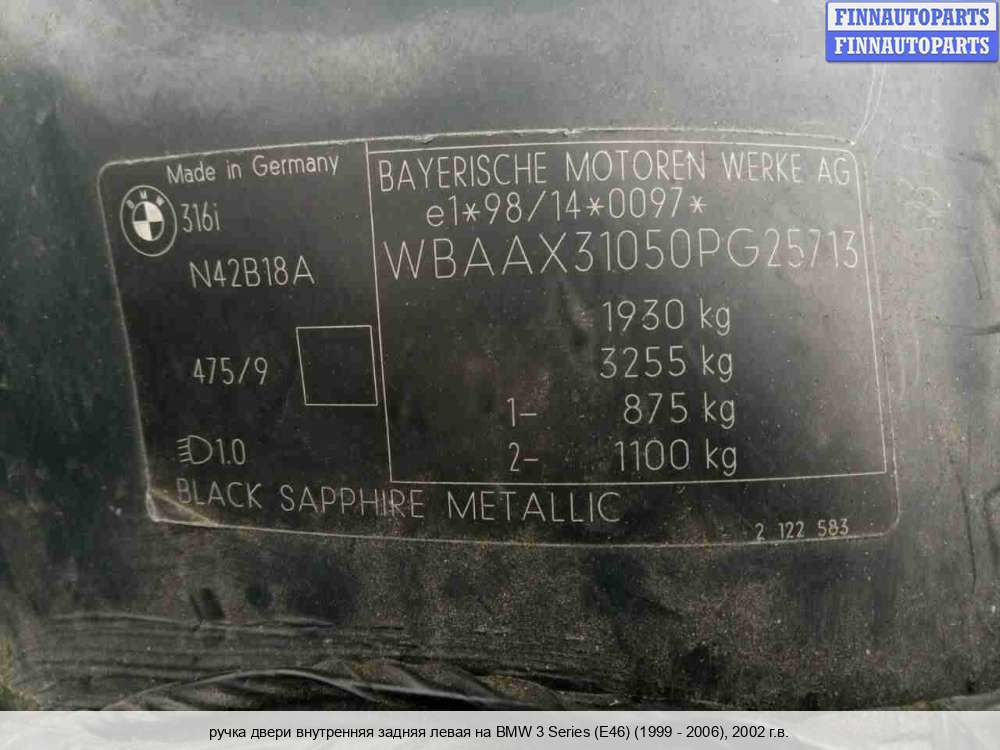 FINNAUTOPARTS
FINNAUTOPARTS
Made in Germany
BMW
316i
N42B18A
475/9
1.0
BLACK SAPPHIRE METALLIC
BAYERISCHE MOTOREN WERKE AG
e1*98/14*0097*
WBAAX31050PG25713
1930 kg
3255 kg
1- 875 kg
2- 1100 kg
2 122 583
ручка двери внутренняя задняя левая на BMW 3 Series (E46) (1999 - 2006), 2002 г.в.